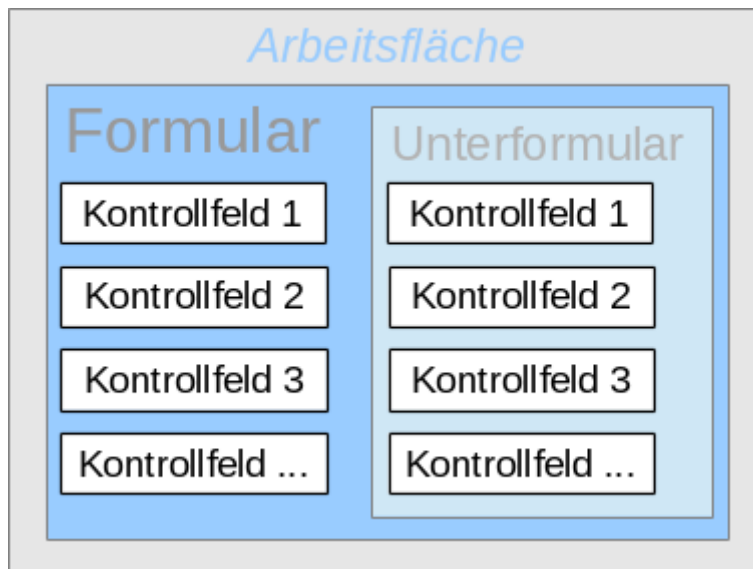 Arbeitsfläche
Formular
Kontrollfeld 1
Kontrollfeld 2
Kontrollfeld 3
Kontrollfeld ...
Unterformular
Kontrollfeld 1
Kontrollfeld 2
Kontrollfeld 3
Kontrollfeld ...